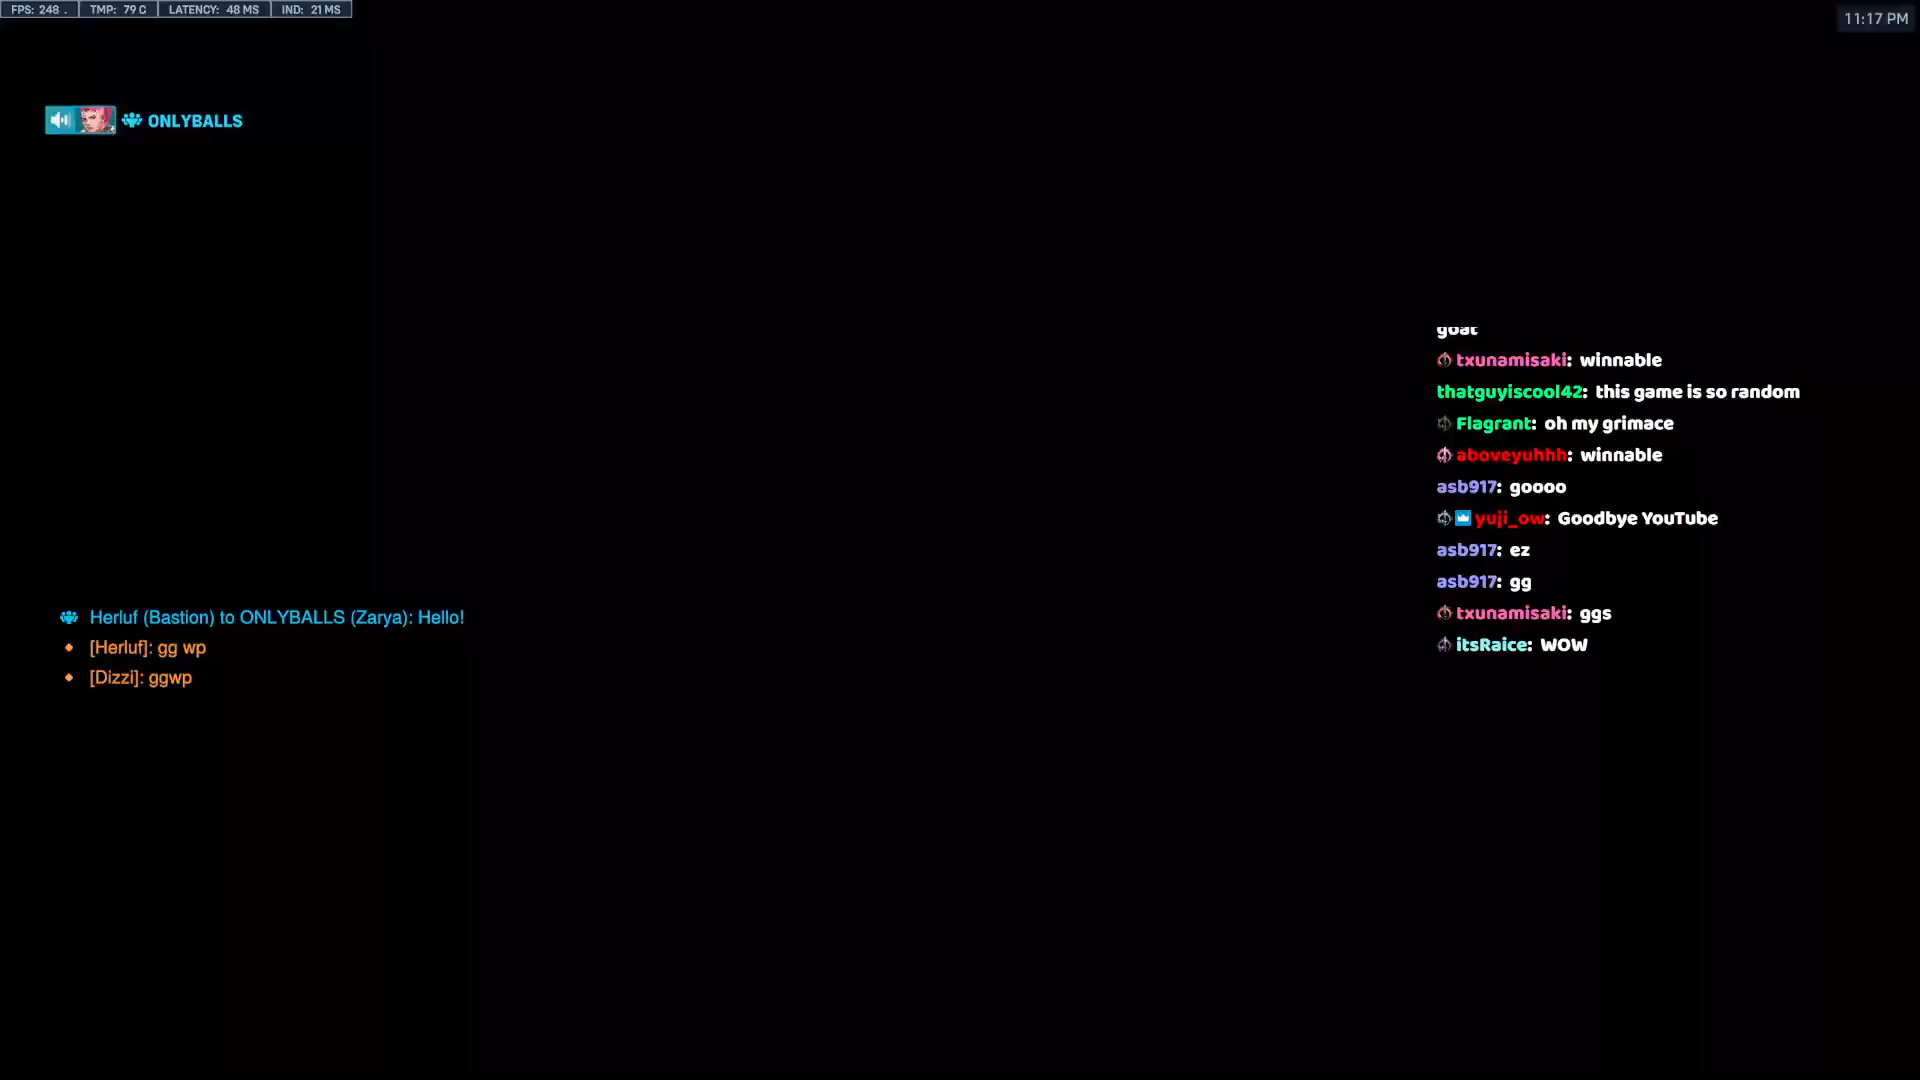 FPS: 248 .
TMP: 79 C
LATENCY: 48 MS
IND: 21 MS
11:17 PM
ONLYBALLS
goat
txunamisaki: winnable
thatguyiscool42: this game is so random
Flagrant: oh my grimace
aboveyuhhh: winnable
asb917: goooo
yuji_ow: Goodbye YouTube
asb917: ez
asb917: gg
txunamisaki: ggs
itsRaice: WOW
Herluf (Bastion) to ONLYBALLS (Zarya): Hello!
[Herluf]: gg wp
[Dizzi]: ggwp